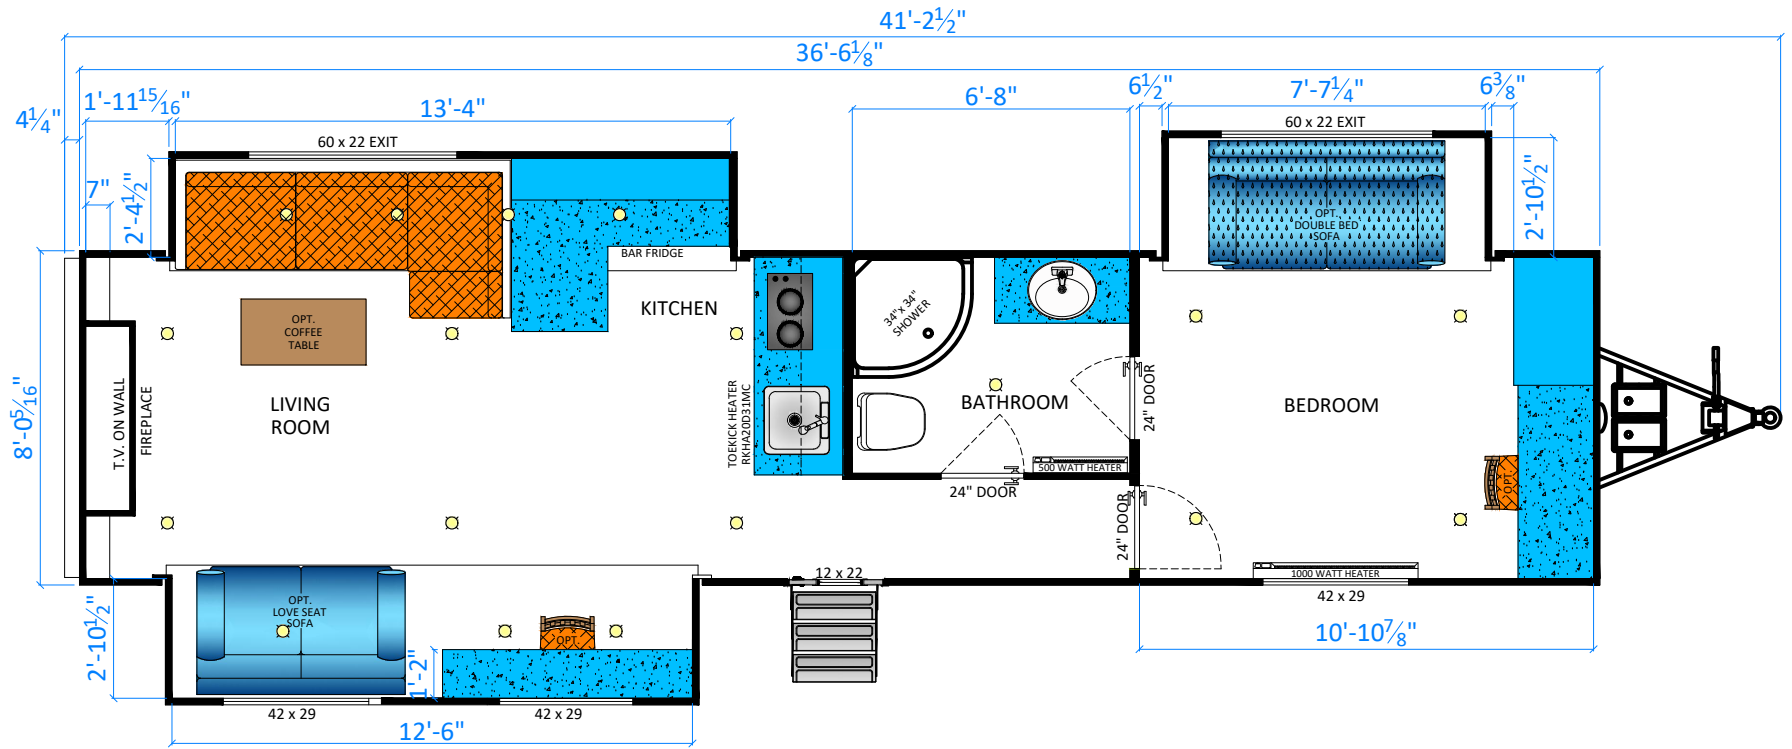 41'-2½"
36'-6⅛"
4¼"
1'-11 15/16"
13'-4"
6'-8"
6½"
7'-7¼"
6⅜"
60 x 22 EXIT
60 x 22 EXIT
7"
2'-4½"
2'-10½"
OPT.
DOUBLE BED
SOFA
BAR FRIDGE
KITCHEN
34"x 34"
SHOWER
OPT.
COFFEE
TABLE
8'-0 5/16"
T.V. ON WALL
FIREPLACE
LIVING
ROOM
TOEKICK HEATER
RKHA20D31MC
BATHROOM
24" DOOR
BEDROOM
500 WATT HEATER
24" DOOR
OPT.
24" DOOR
12 x 22
1000 WATT HEATER
42 x 29
OPT.
LOVE SEAT
SOFA
OPT.
2'-10½"
1'-2"
10'-10⅞"
42 x 29
42 x 29
12'-6"